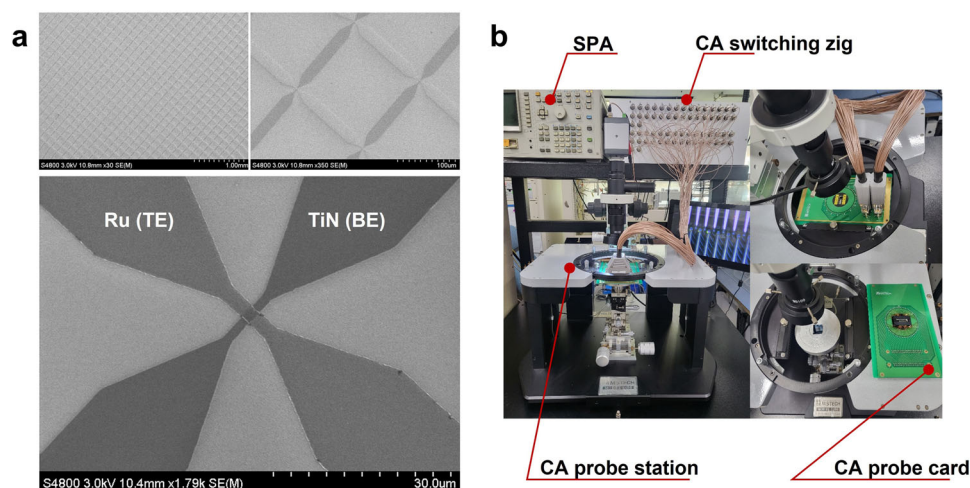 a
S4800 3.0kV 10.8mm x30 SE(M)
1.00mm
S4800 3.0kV 10.8mm x350 SE(M)
100um
Ru (TE)
TiN (BE)
S4800 3.0kV 10.4mm x1.79k SE(M)
30.0um
b
SPA
CA switching zig
CA probe station
CA probe card